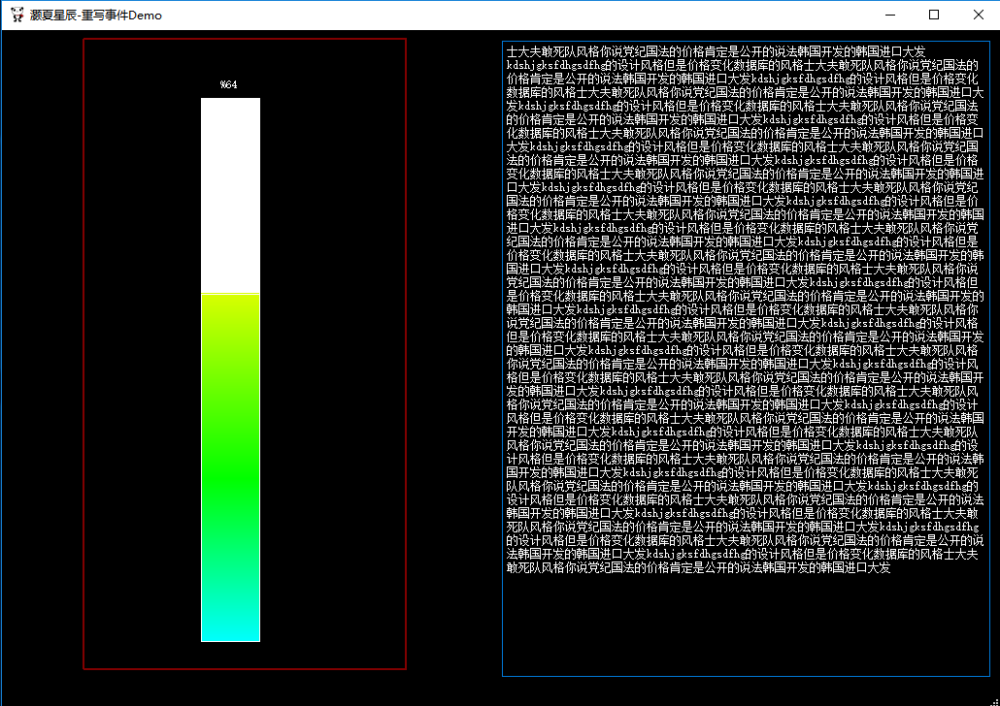 灏夏星辰-重写事件Demo
%64
士大夫敢死队风格你说党纪国法的价格肯定是公开的说法韩国开发的韩国进口大发
kdshjgksfdhgsdfhg的设计风格但是价格变化数据库的风格士大夫敢死队风格你说党纪国法的
价格肯定是公开的说法韩国开发的韩国进口大发kdshjgksfdhgsdfhg的设计风格但是价格变化
数据库的风格士大夫敢死队风格你说党纪国法的价格肯定是公开的说法韩国开发的韩国进口大
发kdshjgksfdhgsdfhg的设计风格但是价格变化数据库的风格士大夫敢死队风格你说党纪国法
的价格肯定是公开的说法韩国开发的韩国进口大发kdshjgksfdhgsdfhg的设计风格但是价格变
化数据库的风格士大夫敢死队风格你说党纪国法的价格肯定是公开的说法韩国开发的韩国进口
大发kdshjgksfdhgsdfhg的设计风格但是价格变化数据库的风格士大夫敢死队风格你说党纪国
法的价格肯定是公开的说法韩国开发的韩国进口大发kdshjgksfdhgsdfhg的设计风格但是价格
变化数据库的风格士大夫敢死队风格你说党纪国法的价格肯定是公开的说法韩国开发的韩国进
口大发kdshjgksfdhgsdfhg的设计风格但是价格变化数据库的风格士大夫敢死队风格你说党纪
国法的价格肯定是公开的说法韩国开发的韩国进口大发kdshjgksfdhgsdfhg的设计风格但是价
格变化数据库的风格士大夫敢死队风格你说党纪国法的价格肯定是公开的说法韩国开发的韩国
进口大发kdshjgksfdhgsdfhg的设计风格但是价格变化数据库的风格士大夫敢死队风格你说党
纪国法的价格肯定是公开的说法韩国开发的韩国进口大发kdshjgksfdhgsdfhg的设计风格但是
价格变化数据库的风格士大夫敢死队风格你说党纪国法的价格肯定是公开的说法韩国开发的韩
国进口大发kdshjgksfdhgsdfhg的设计风格但是价格变化数据库的风格士大夫敢死队风格你说
党纪国法的价格肯定是公开的说法韩国开发的韩国进口大发kdshjgksfdhgsdfhg的设计风格但
是价格变化数据库的风格士大夫敢死队风格你说党纪国法的价格肯定是公开的说法韩国开发的
韩国进口大发kdshjgksfdhgsdfhg的设计风格但是价格变化数据库的风格士大夫敢死队风格你
说党纪国法的价格肯定是公开的说法韩国开发的韩国进口大发kdshjgksfdhgsdfhg的设计风格
但是价格变化数据库的风格士大夫敢死队风格你说党纪国法的价格肯定是公开的说法韩国开发
的韩国进口大发kdshjgksfdhgsdfhg的设计风格但是价格变化数据库的风格士大夫敢死队风格
你说党纪国法的价格肯定是公开的说法韩国开发的韩国进口大发kdshjgksfdhgsdfhg的设计风
格但是价格变化数据库的风格士大夫敢死队风格你说党纪国法的价格肯定是公开的说法韩国开
发的韩国进口大发kdshjgksfdhgsdfhg的设计风格但是价格变化数据库的风格士大夫敢死队风
格你说党纪国法的价格肯定是公开的说法韩国开发的韩国进口大发kdshjgksfdhgsdfhg的设计
风格但是价格变化数据库的风格士大夫敢死队风格你说党纪国法的价格肯定是公开的说法韩国
开发的韩国进口大发kdshjgksfdhgsdfhg的设计风格但是价格变化数据库的风格士大夫敢死队
风格你说党纪国法的价格肯定是公开的说法韩国开发的韩国进口大发kdshjgksfdhgsdfhg的设
计风格但是价格变化数据库的风格士大夫敢死队风格你说党纪国法的价格肯定是公开的说法韩
国开发的韩国进口大发kdshjgksfdhgsdfhg的设计风格但是价格变化数据库的风格士大夫敢死
队风格你说党纪国法的价格肯定是公开的说法韩国开发的韩国进口大发kdshjgksfdhgsdfhg的
设计风格但是价格变化数据库的风格士大夫敢死队风格你说党纪国法的价格肯定是公开的说法
韩国开发的韩国进口大发kdshjgksfdhgsdfhg的设计风格但是价格变化数据库的风格士大夫敢
死队风格你说党纪国法的价格肯定是公开的说法韩国开发的韩国进口大发kdshjgksfdhgsdfhg
的设计风格但是价格变化数据库的风格士大夫敢死队风格你说党纪国法的价格肯定是公开的说
法韩国开发的韩国进口大发kdshjgksfdhgsdfhg的设计风格但是价格变化数据库的风格士大夫
敢死队风格你说党纪国法的价格肯定是公开的说法韩国开发的韩国进口大发